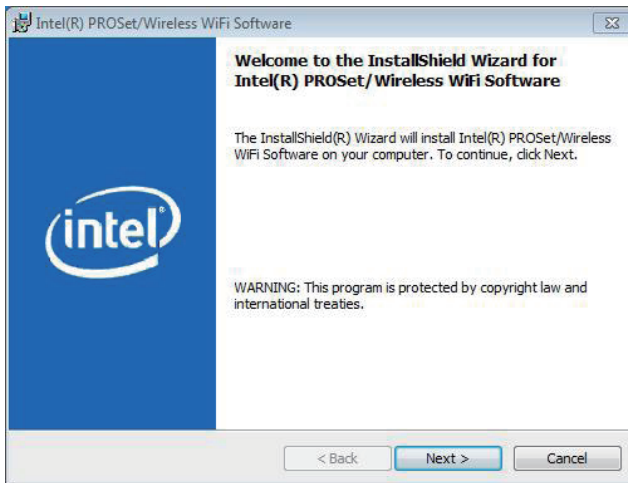 Intel(R) PROSet/Wireless WiFi Software
Welcome to the InstallShield Wizard for
Intel(R) PROSet/Wireless WiFi Software
The InstallShield(R) Wizard will install Intel(R) PROSet/Wireless
WiFi Software on your computer. To continue, click Next.
intel®
WARNING: This program is protected by copyright law and
international treaties.
< Back Next > Cancel